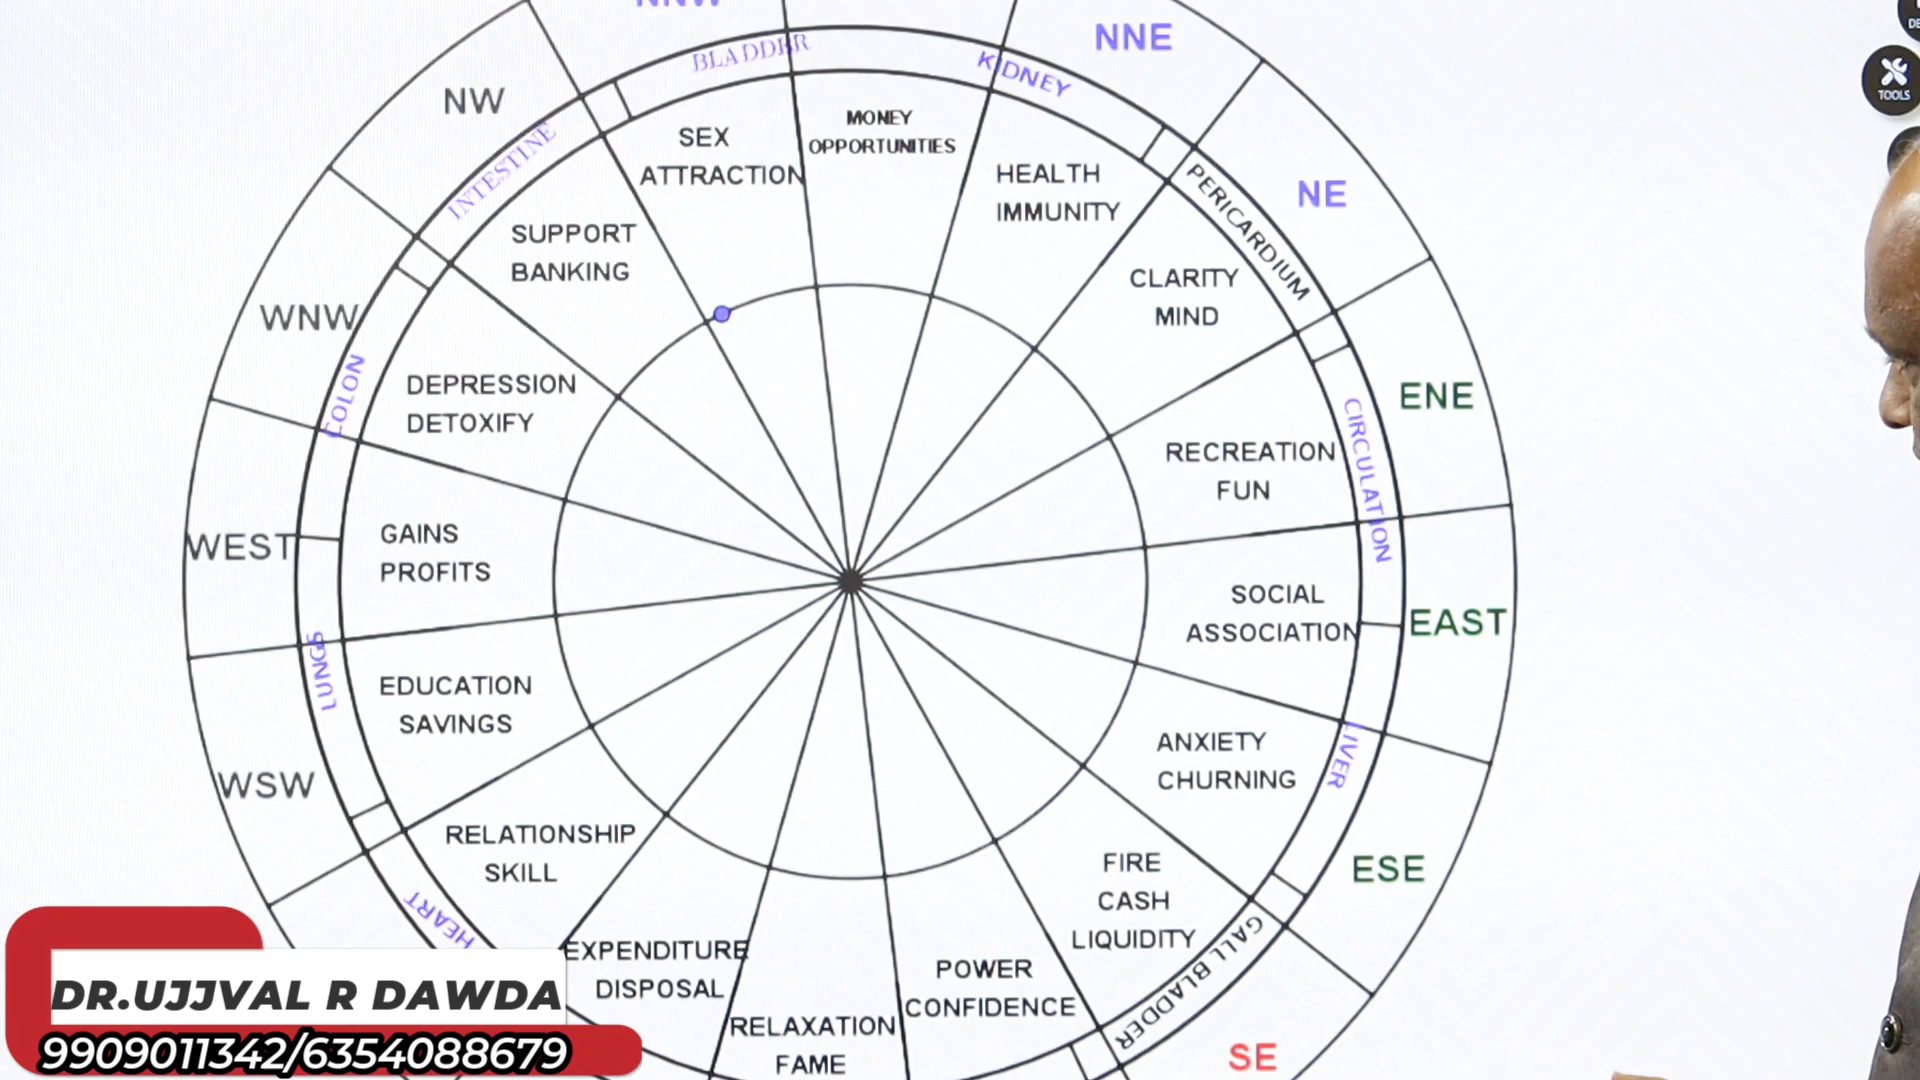 NNW
BLADDER
KIDNEY
NNE
TOOLS
NW
INTESTINE
SEX
ATTRACTION
MONEY
OPPORTUNITIES
HEALTH
IMMUNITY
PERICARDIUM
NE
SUPPORT
BANKING
CLARITY
MIND
WNW
COLON
DEPRESSION
DETOXIFY
RECREATION
FUN
CIRCULATION
ENE
WEST
GAINS
PROFITS
SOCIAL
ASSOCIATION
EAST
LUNGS
EDUCATION
SAVINGS
ANXIETY
CHURNING
LIVER
WSW
RELATIONSHIP
SKILL
FIRE
CASH
LIQUIDITY
ESE
HEART
EXPENDITURE
DISPOSAL
POWER
CONFIDENCE
GALL BLADDER
RELAXATION
FAME
SE
DR.UJJVAL R DAWDA
9909011342/6354088679